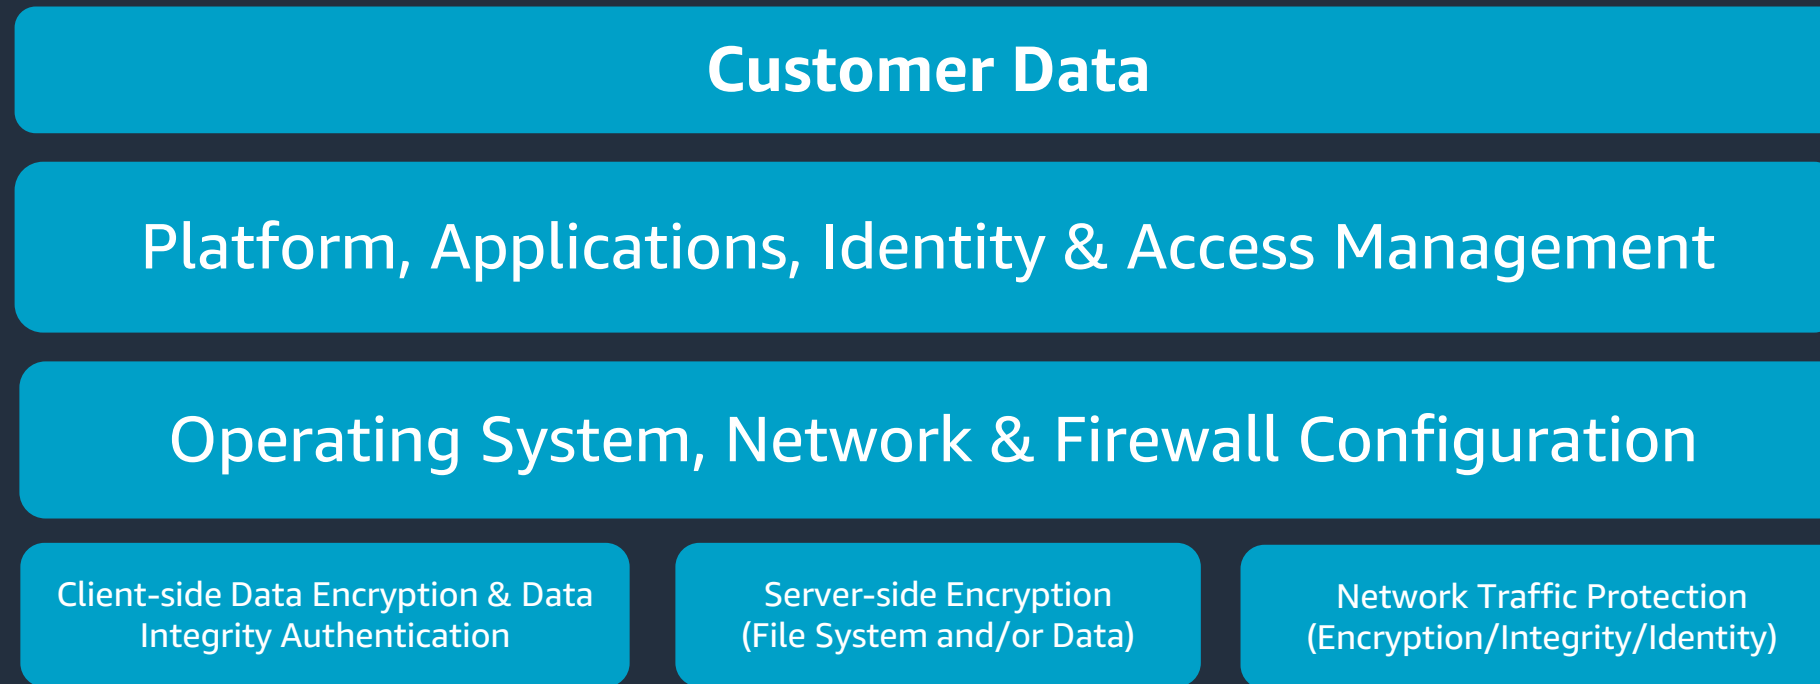 Customer Data
Platform, Applications, Identity & Access Management
Operating System, Network & Firewall Configuration
Client-side Data Encryption & Data
Integrity Authentication
Server-side Encryption
(File System and/or Data)
Network Traffic Protection
(Encryption/Integrity/Identity)